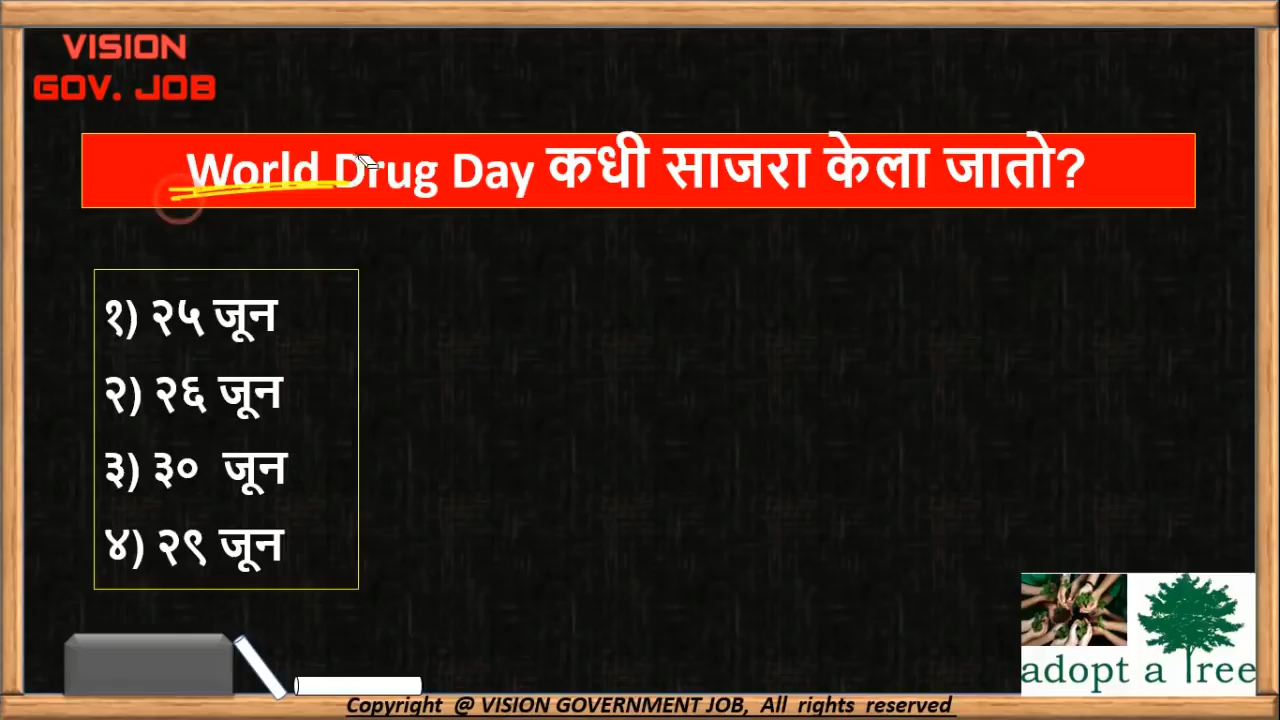 VISION
GOV. JOB
World Drug Day कधी साजरा केला जातो?
१) २५ जून
२) २६ जून
३) ३० जून
४) २९ जून
adopt a Tree
Copyright @ VISION GOVERNMENT JOB, All rights reserved